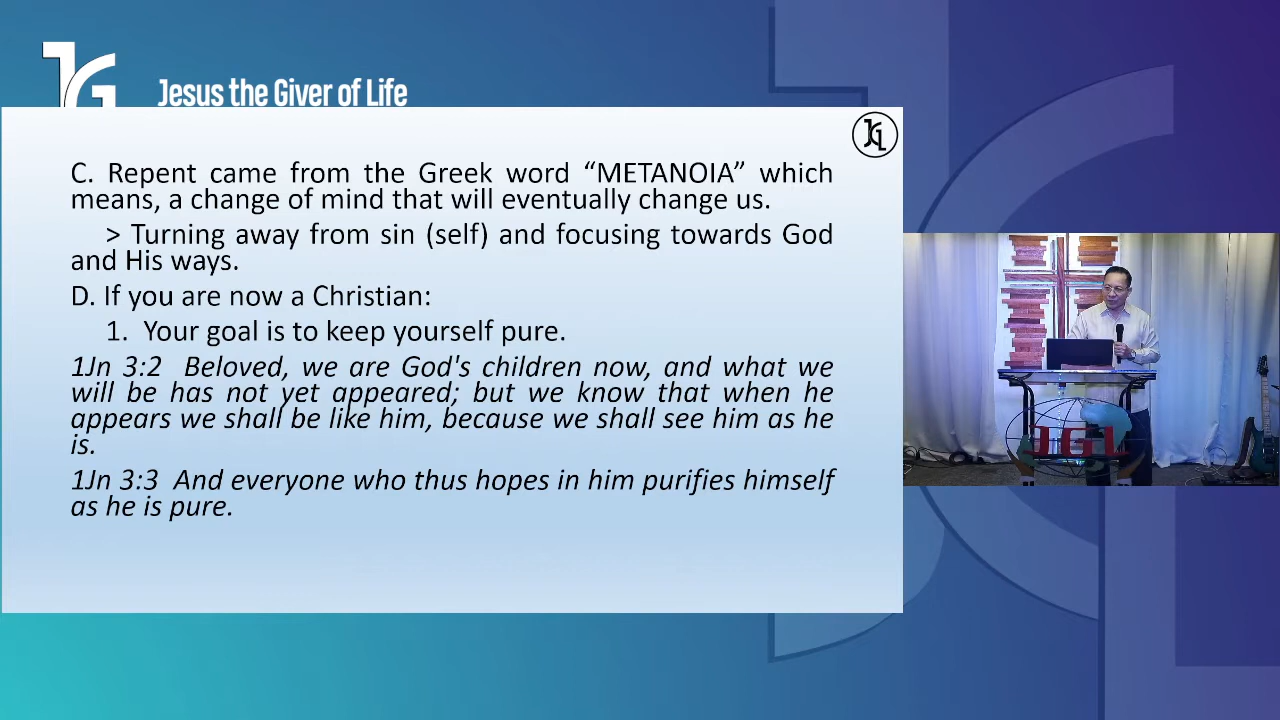 Jesus the Giver of Life
C. Repent came from the Greek word “METANOIA” which
means, a change of mind that will eventually change us.
> Turning away from sin (self) and focusing towards God
and His ways.
D. If you are now a Christian:
1. Your goal is to keep yourself pure.
1Jn 3:2 Beloved, we are God's children now, and what we
will be has not yet appeared; but we know that when he
appears we shall be like him, because we shall see him as he
is.
1Jn 3:3 And everyone who thus hopes in him purifies himself
as he is pure.
JGL